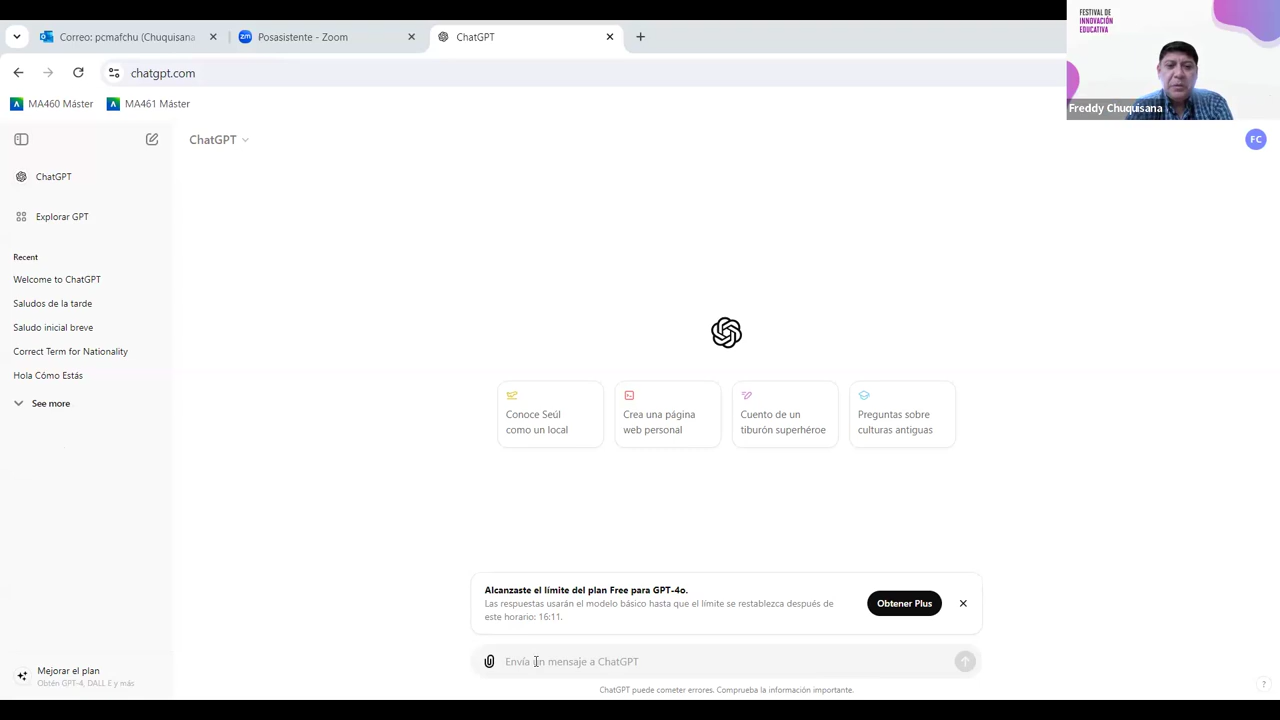 Correo: pcmafchu (Chuquisana
Posasistente - Zoom
ChatGPT
chatgpt.com
MA460 Máster
MA461 Máster
FESTIVAL DE
INNOVACIÓN
EDUCATIVA
Freddy Chuquisana
ChatGPT
FC
ChatGPT
Explorar GPT
Recent
Welcome to ChatGPT
Saludos de la tarde
Saludo inicial breve
Correct Term for Nationality
Hola Cómo Estás
See more
Conoce Seúl
como un local
Crea una página
web personal
Cuento de un
tiburón superhéroe
Preguntas sobre
culturas antiguas
Alcanzaste el límite del plan Free para GPT-4o.
Las respuestas usarán el modelo básico hasta que el límite se restablezca después de
este horario: 16:11.
Obtener Plus
Envía un mensaje a ChatGPT
Mejorar el plan
Obtén GPT-4, DALL·E y más
ChatGPT puede cometer errores. Comprueba la información importante.
?